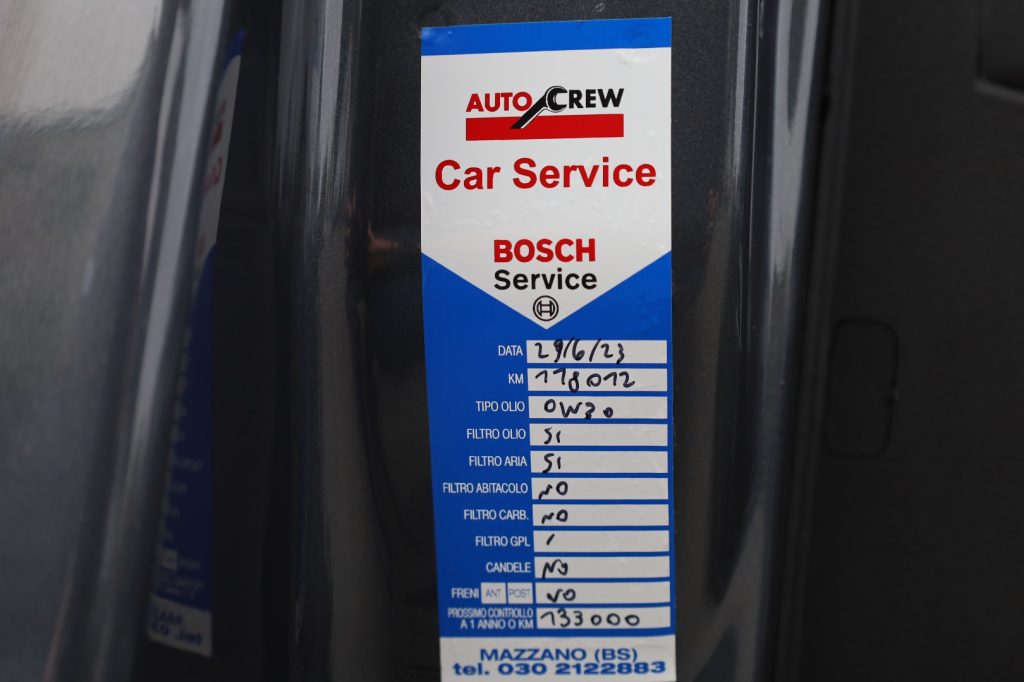 AUTO CREW
Car Service
BOSCH
Service
DATA 29/6/23
KM 118012
TIPO OLIO 0W30
FILTRO OLIO SI
FILTRO ARIA SI
FILTRO ABITACOLO NO
FILTRO CARB. NO
FILTRO GPL /
CANDELE NO
FRENI ANT POST NO
PROSSIMO CONTROLLO
A 1 ANNO O KM 133000
MAZZANO (BS)
tel. 030 2122883